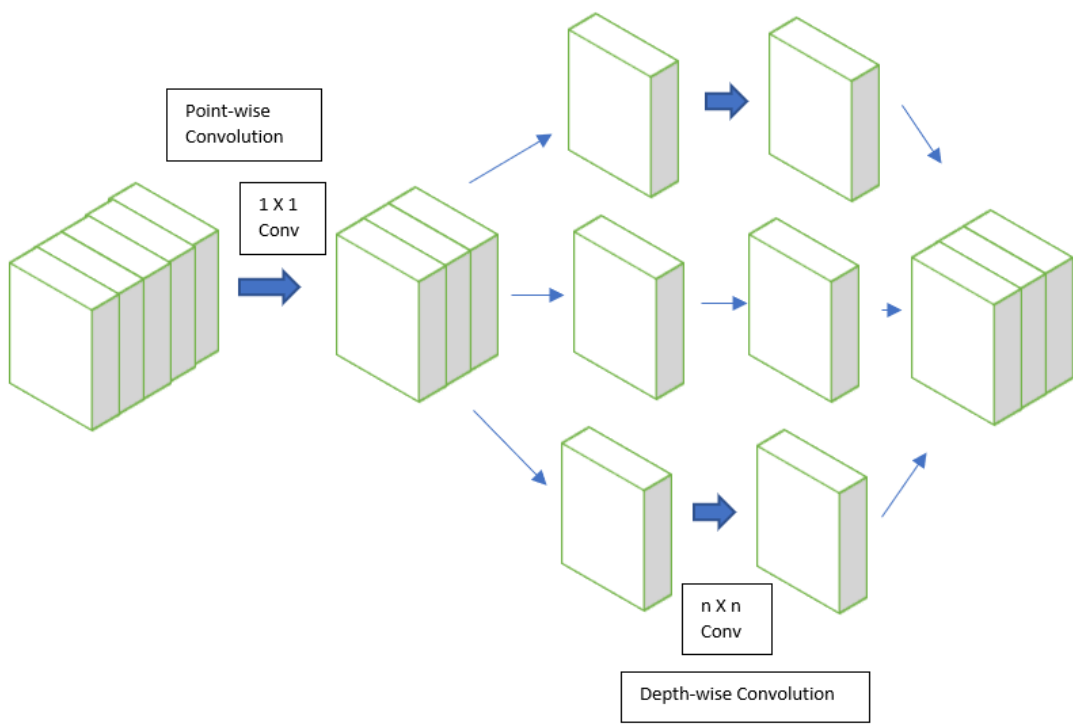 Point-wise
Convolution
1 X 1
Conv
n X n
Conv
Depth-wise Convolution